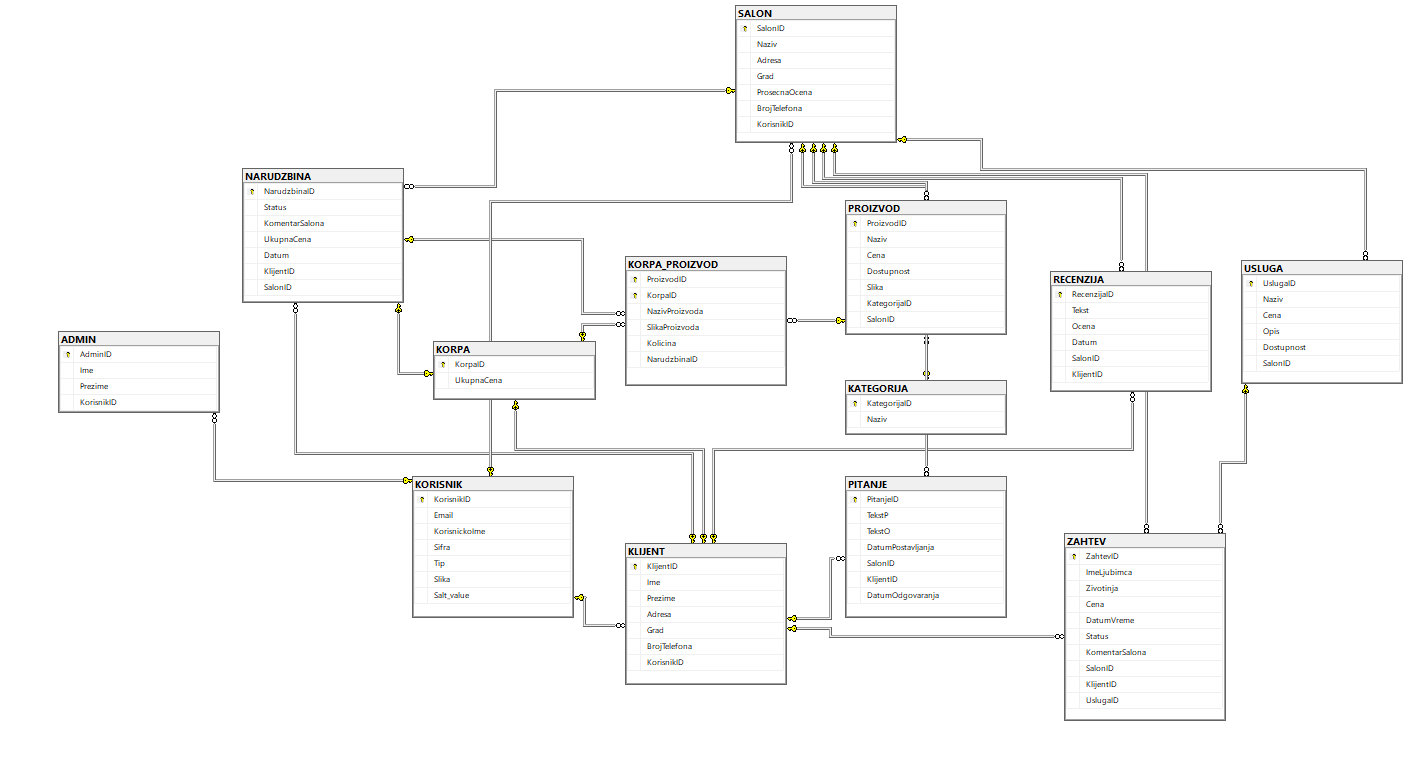 SALON
SalonID
Naziv
Adresa
Grad
ProsecnaOcena
BrojTelefona
KorisnikID
NARUDZBINA
NarudzbinaID
Status
KomentarSalona
UkupnaCena
Datum
KlijentID
SalonID
PROIZVOD
ProizvodID
Naziv
Cena
Dostupnost
Slika
KategorijaID
SalonID
KORPA_PROIZVOD
ProizvodID
KorpaID
NazivProizvoda
SlikaProizvoda
Kolicina
NarudzbinaID
RECENZIJA
RecenzijaID
Tekst
Ocena
Datum
SalonID
KlijentID
USLUGA
UslugaID
Naziv
Cena
Opis
Dostupnost
SalonID
ADMIN
AdminID
Ime
Prezime
KorisnikID
KORPA
KorpaID
UkupnaCena
KATEGORIJA
KategorijaID
Naziv
KORISNIK
KorisnikID
Email
KorisnickoIme
Sifra
Tip
Slika
Salt_value
PITANJE
PitanjeID
TekstP
TekstO
DatumPostavljanja
SalonID
KlijentID
DatumOdgovaranja
KLIJENT
KlijentID
Ime
Prezime
Adresa
Grad
BrojTelefona
KorisnikID
ZAHTEV
ZahtevID
ImeLjubimca
Zivotinja
Cena
DatumVreme
Status
KomentarSalona
SalonID
KlijentID
UslugaID